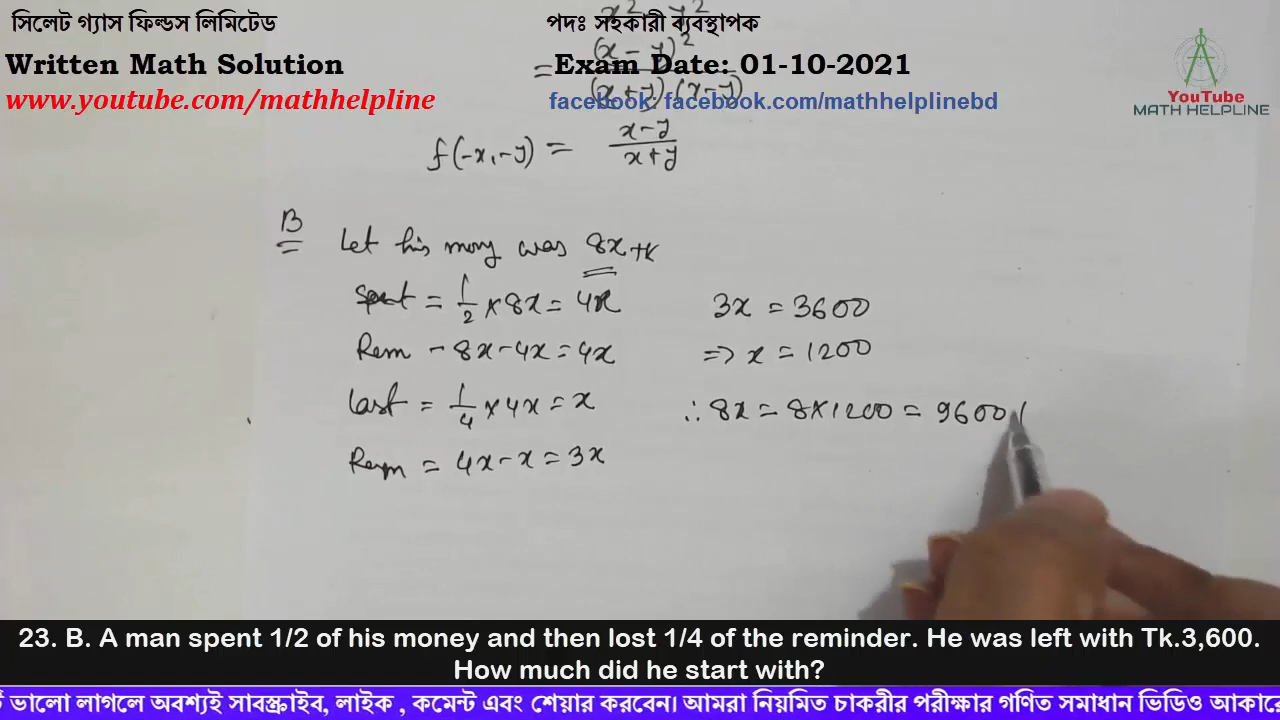 সিলেট গ্যাস ফিল্ডস লিমিটেড
পদঃ সহকারী ব্যবস্থাপক
Written Math Solution
Exam Date: 01-10-2021
www.youtube.com/mathhelpline
facebook: facebook.com/mathhelplinebd
YouTube
MATH HELPLINE
x² y²
= (x-y)² / (x+y)(x-y)
f(-x,-y) = x-y / x+y
B
Let his mony was 8x TK
Spent = 1/2 × 8x = 4x
Rem - 8x - 4x = 4x
Last = 1/4 × 4x = x
Rem = 4x - x = 3x
3x = 3600
=> x = 1200
∴ 8x = 8×1200 = 9600
23. B. A man spent 1/2 of his money and then lost 1/4 of the reminder. He was left with Tk.3,600.
How much did he start with?
ভালো লাগলে অবশ্যই সাবস্ক্রাইব, লাইক , কমেন্ট এবং শেয়ার করবেন। আমরা নিয়মিত চাকরীর পরীক্ষার গণিত সমাধান ভিডিও আকারে